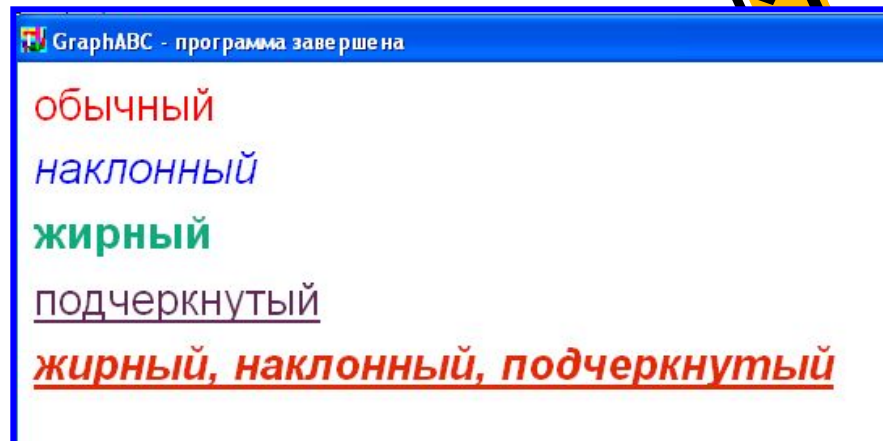 GraphABC - программа завершена
обычный
наклонный
жирный
подчеркнутый
жирный, наклонный, подчеркнутый